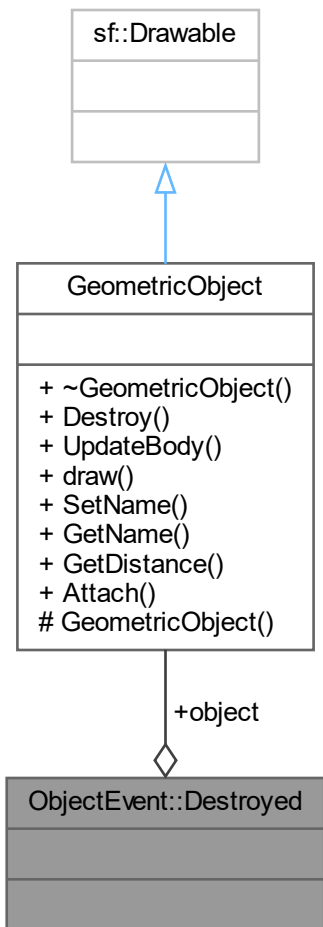 sf::Drawable
GeometricObject
+ ~GeometricObject()
+ Destroy()
+ UpdateBody()
+ draw()
+ SetName()
+ GetName()
+ GetDistance()
+ Attach()
# GeometricObject()
+object
ObjectEvent::Destroyed